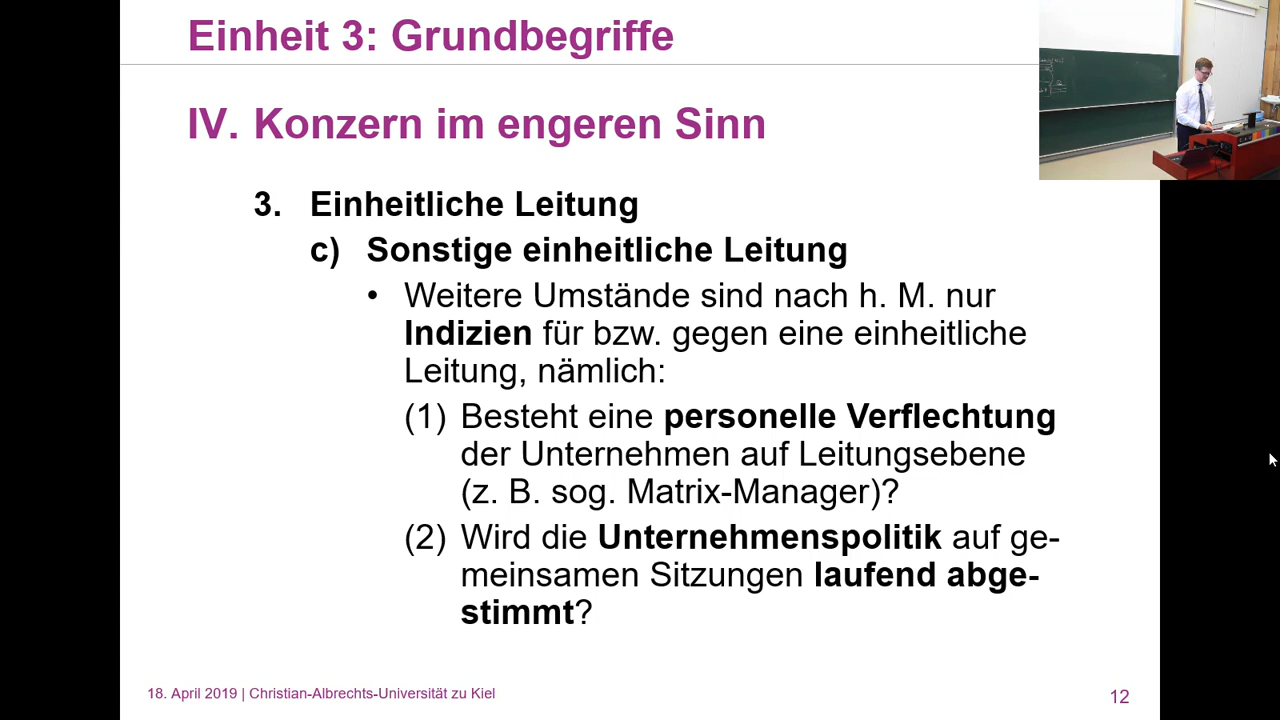 Einheit 3: Grundbegriffe
IV. Konzern im engeren Sinn
3. Einheitliche Leitung
c) Sonstige einheitliche Leitung
• Weitere Umstände sind nach h. M. nur
Indizien für bzw. gegen eine einheitliche
Leitung, nämlich:
(1) Besteht eine personelle Verflechtung
der Unternehmen auf Leitungsebene
(z. B. sog. Matrix-Manager)?
(2) Wird die Unternehmenspolitik auf ge-
meinsamen Sitzungen laufend abge-
stimmt?
18. April 2019 | Christian-Albrechts-Universität zu Kiel
12